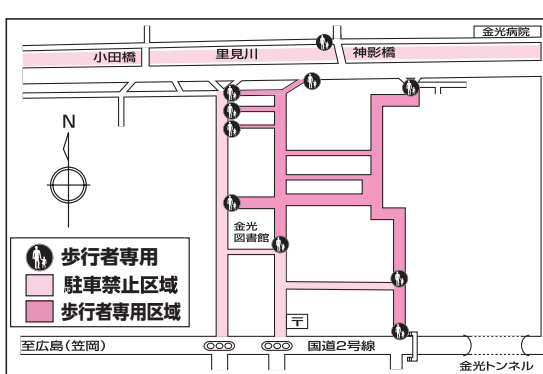 金光病院
小田橋
里見川
神影橋
N
金光
図書館
歩行者専用
駐車禁止区域
歩行者専用区域
〒
至広島(笠岡)
国道2号線
金光トンネル